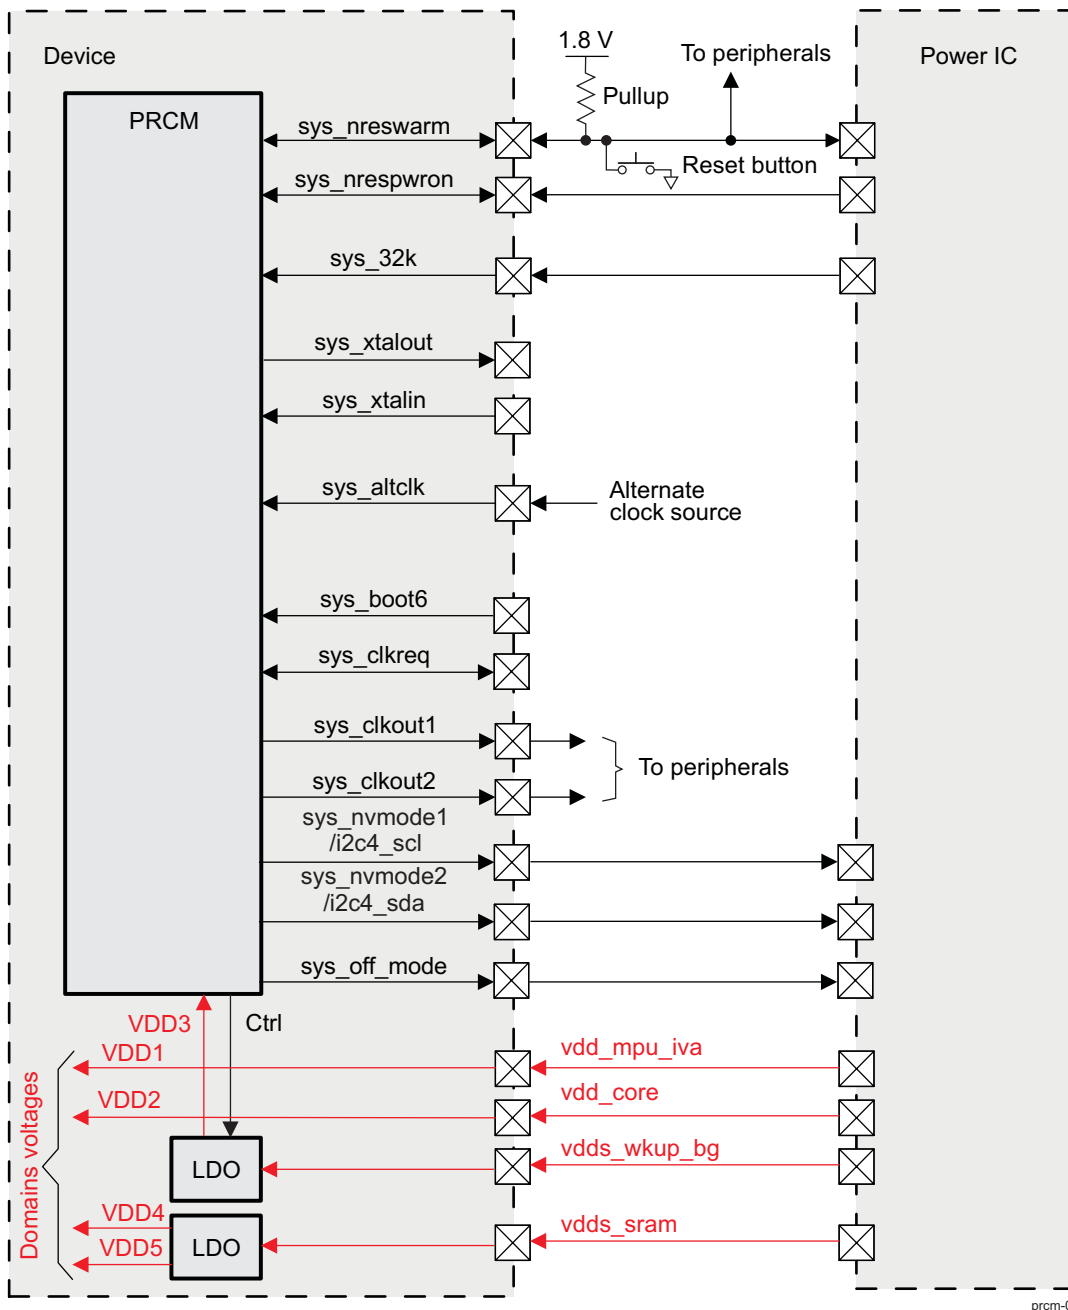 Device
1.8 V
To peripherals
Power IC
Pullup
PRCM
sys_nreswarm
Reset button
sys_nrespwron
sys_32k
sys_xtalout
sys_xtalin
sys_altclk
Alternate
clock source
sys_boot6
sys_clkreq
sys_clkout1
To peripherals
sys_clkout2
sys_nvmode1
/i2c4_scl
sys_nvmode2
/i2c4_sda
sys_off_mode
VDD3
Ctrl
VDD1
vdd_mpu_iva
VDD2
vdd_core
Domains voltages
LDO
vdds_wkup_bg
VDD4
LDO
vdds_sram
VDD5
prcm-0